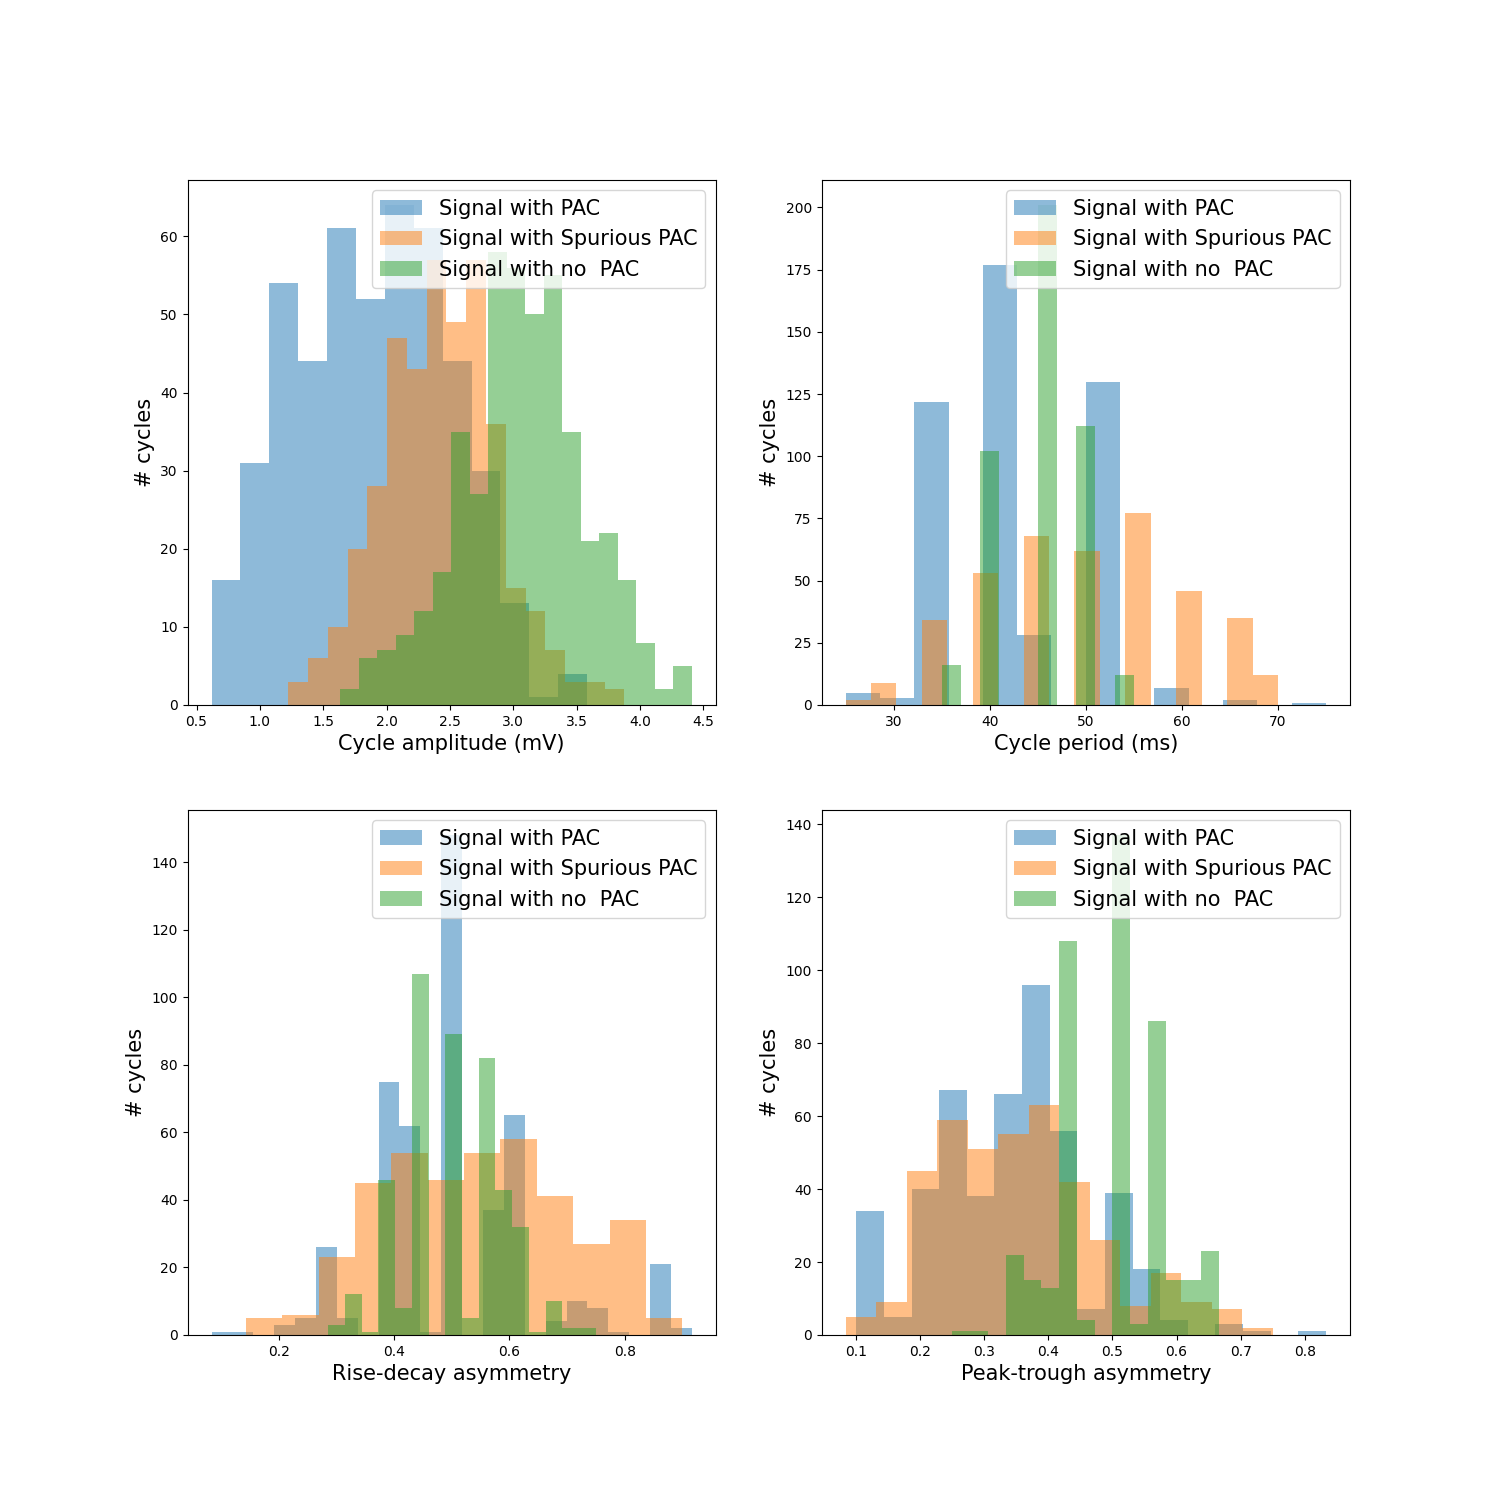 Signal with PAC
Signal with Spurious PAC
Signal with no  PAC
# cycles
60
50
40
30
20
10
0
0.5 1.0 1.5 2.0 2.5 3.0 3.5 4.0 4.5
Cycle amplitude (mV)
Signal with PAC
Signal with Spurious PAC
Signal with no  PAC
# cycles
200
175
150
125
100
75
50
25
0
30 40 50 60 70
Cycle period (ms)
Signal with PAC
Signal with Spurious PAC
Signal with no  PAC
# cycles
140
120
100
80
60
40
20
0
0.2 0.4 0.6 0.8
Rise-decay asymmetry
Signal with PAC
Signal with Spurious PAC
Signal with no  PAC
# cycles
140
120
100
80
60
40
20
0
0.1 0.2 0.3 0.4 0.5 0.6 0.7 0.8
Peak-trough asymmetry